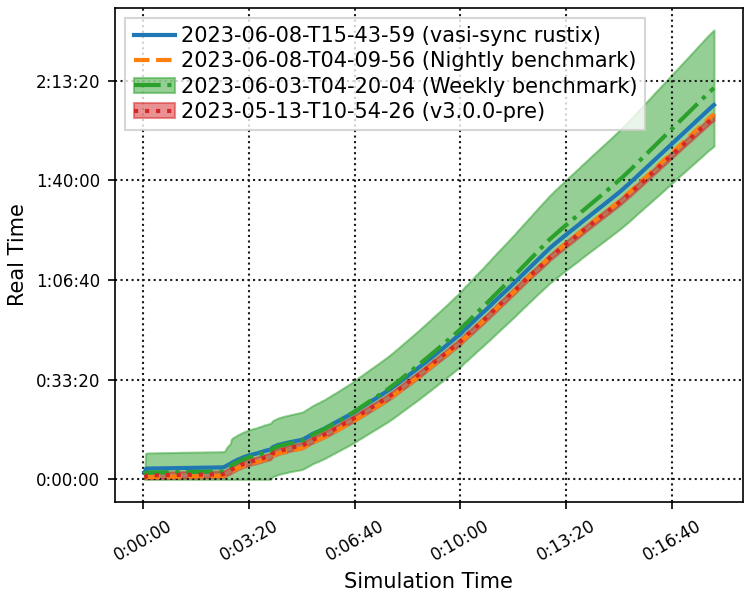 2023-06-08-T15-43-59 (vasi-sync rustix)
2023-06-08-T04-09-56 (Nightly benchmark)
2023-06-03-T04-20-04 (Weekly benchmark)
2023-05-13-T10-54-26 (v3.0.0-pre)
2:13:20
1:40:00
1:06:40
0:33:20
0:00:00
Real Time
0:00:00
0:03:20
0:06:40
0:10:00
0:13:20
0:16:40
Simulation Time